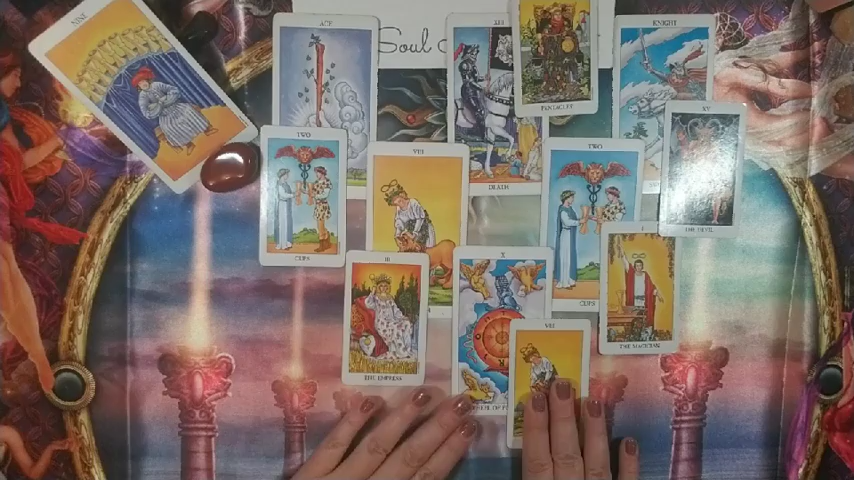 NINE
ACE
Soul
XIII
DEATH
PENTACLES
KNIGHT
TWO
CUPS
VIII
TWO
CUPS
XV
THE DEVIL
III
THE EMPRESS
X
I
THE MAGICIAN
VIII